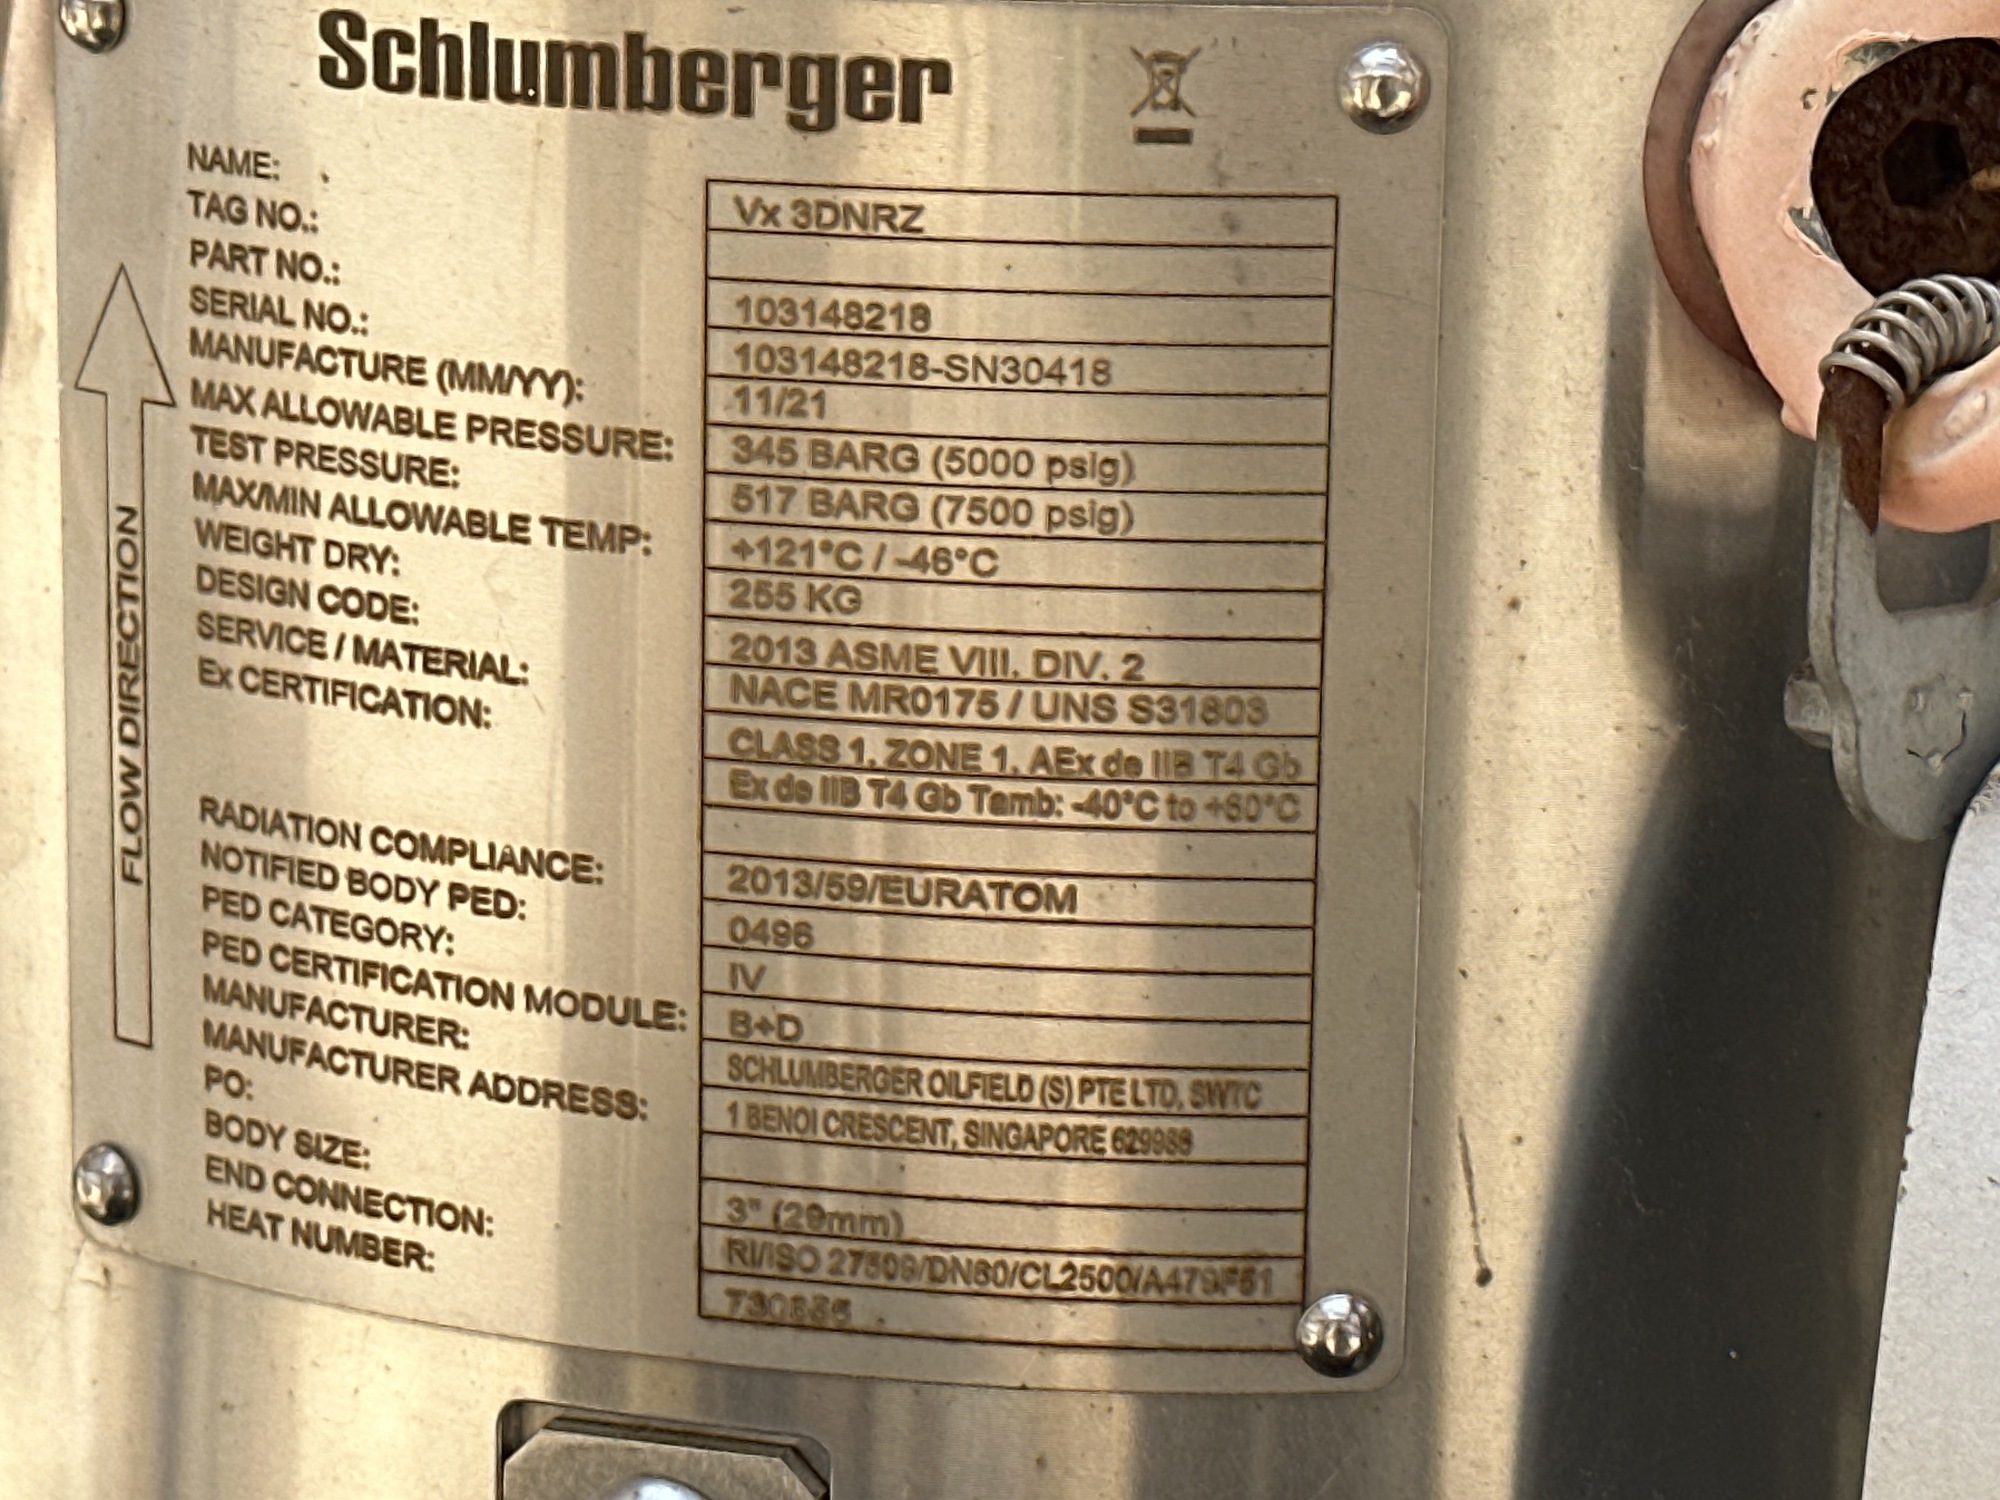 Schlumberger
NAME: Vx 3DNRZ
TAG NO.:
PART NO.: 103148218
SERIAL NO.: 103148218-SN30418
MANUFACTURE (MM/YY): 11/21
MAX ALLOWABLE PRESSURE: 345 BARG (5000 psig)
TEST PRESSURE: 517 BARG (7500 psig)
MAX/MIN ALLOWABLE TEMP: +121°C / -46°C
WEIGHT DRY: 255 KG
DESIGN CODE: 2013 ASME VIII. DIV. 2
SERVICE / MATERIAL: NACE MR0175 / UNS S31803
Ex CERTIFICATION: CLASS 1, ZONE 1, AEx de IIB T4 Gb
Ex de IIB T4 Gb Tamb: -40°C to +60°C
RADIATION COMPLIANCE: 2013/59/EURATOM
NOTIFIED BODY PED: 0496
PED CATEGORY: IV
PED CERTIFICATION MODULE: B+D
MANUFACTURER: SCHLUMBERGER OILFIELD (S) PTE LTD, SWTC
MANUFACTURER ADDRESS: 1 BENOI CRESCENT, SINGAPORE
PO:
BODY SIZE: 3" (29mm)
END CONNECTION:
HEAT NUMBER:
FLOW DIRECTION